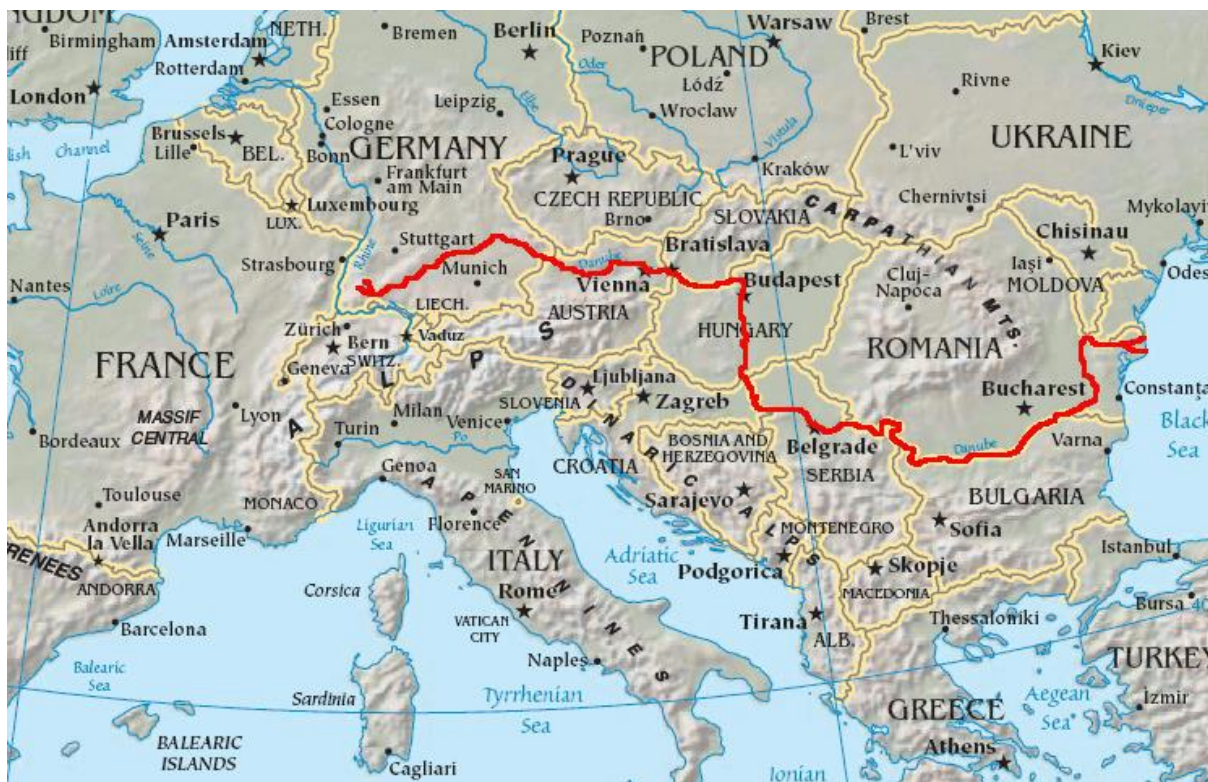 NGDOM
Birmingham
iff
London
Amsterdam
NETH.
Rotterdam
Bremen
Berlin
Poznań
Warsaw
Brest
POLAND
Łódź
Oder
Elbe
Kiev
Rivne
Dnieper
Essen
Cologne
Bonn
Leipzig
Wrocław
Vistula
UKRAINE
Brussels
Lille
BEL.
lish Channel
GERMANY
Frankfurt
am Main
Prague
CZECH REPUBLIC
Brno
Kraków
L'viv
Chernivtsi
LUX.
Luxembourg
Paris
Seine
Rhine
SLOVAKIA
CARPATHIAN MTS.
Mykolayiv
Chisinau
Strasbourg
Stuttgart
Munich
Danube
Bratislava
Vienna
Budapest
Cluj-
Napoca
Iași
MOLDOVA
Odes
Nantes
Loire
LIECH.
AUSTRIA
HUNGARY
ROMANIA
Zürich
Bern
SWITZ.
Vaduz
Geneva
FRANCE
ALPS
Ljubljana
SLOVENIA
Zagreb
Bucharest
Constanța
Black
Sea
MASSIF
CENTRAL
Lyon
Milan
Turin
Venice
Po
Bordeaux
DINARIC ALPS
BOSNIA AND
HERZEGOVINA
CROATIA
Belgrade
SERBIA
Danube
Varna
BULGARIA
Genoa
SAN
MARINO
Sarajevo
Toulouse
MONACO
Florence
APENNINES
MONTENEGRO
Sofia
Andorra
la Vella
Marseille
Ligurian
Sea
ITALY
Adriatic
Sea
Podgorica
Skopje
Istanbul
RENEES
ANDORRA
Corsica
Rome
VATICAN
CITY
MACEDONIA
Bursa
40
Barcelona
Tirana
ALB.
Thessaloniki
Naples
Balearic
Sea
Sardinia
Tyrrhenian
Sea
TURKEY
GREECE
Aegean
Sea
İzmir
BALEARIC
ISLANDS
Cagliari
Athens
Ionian